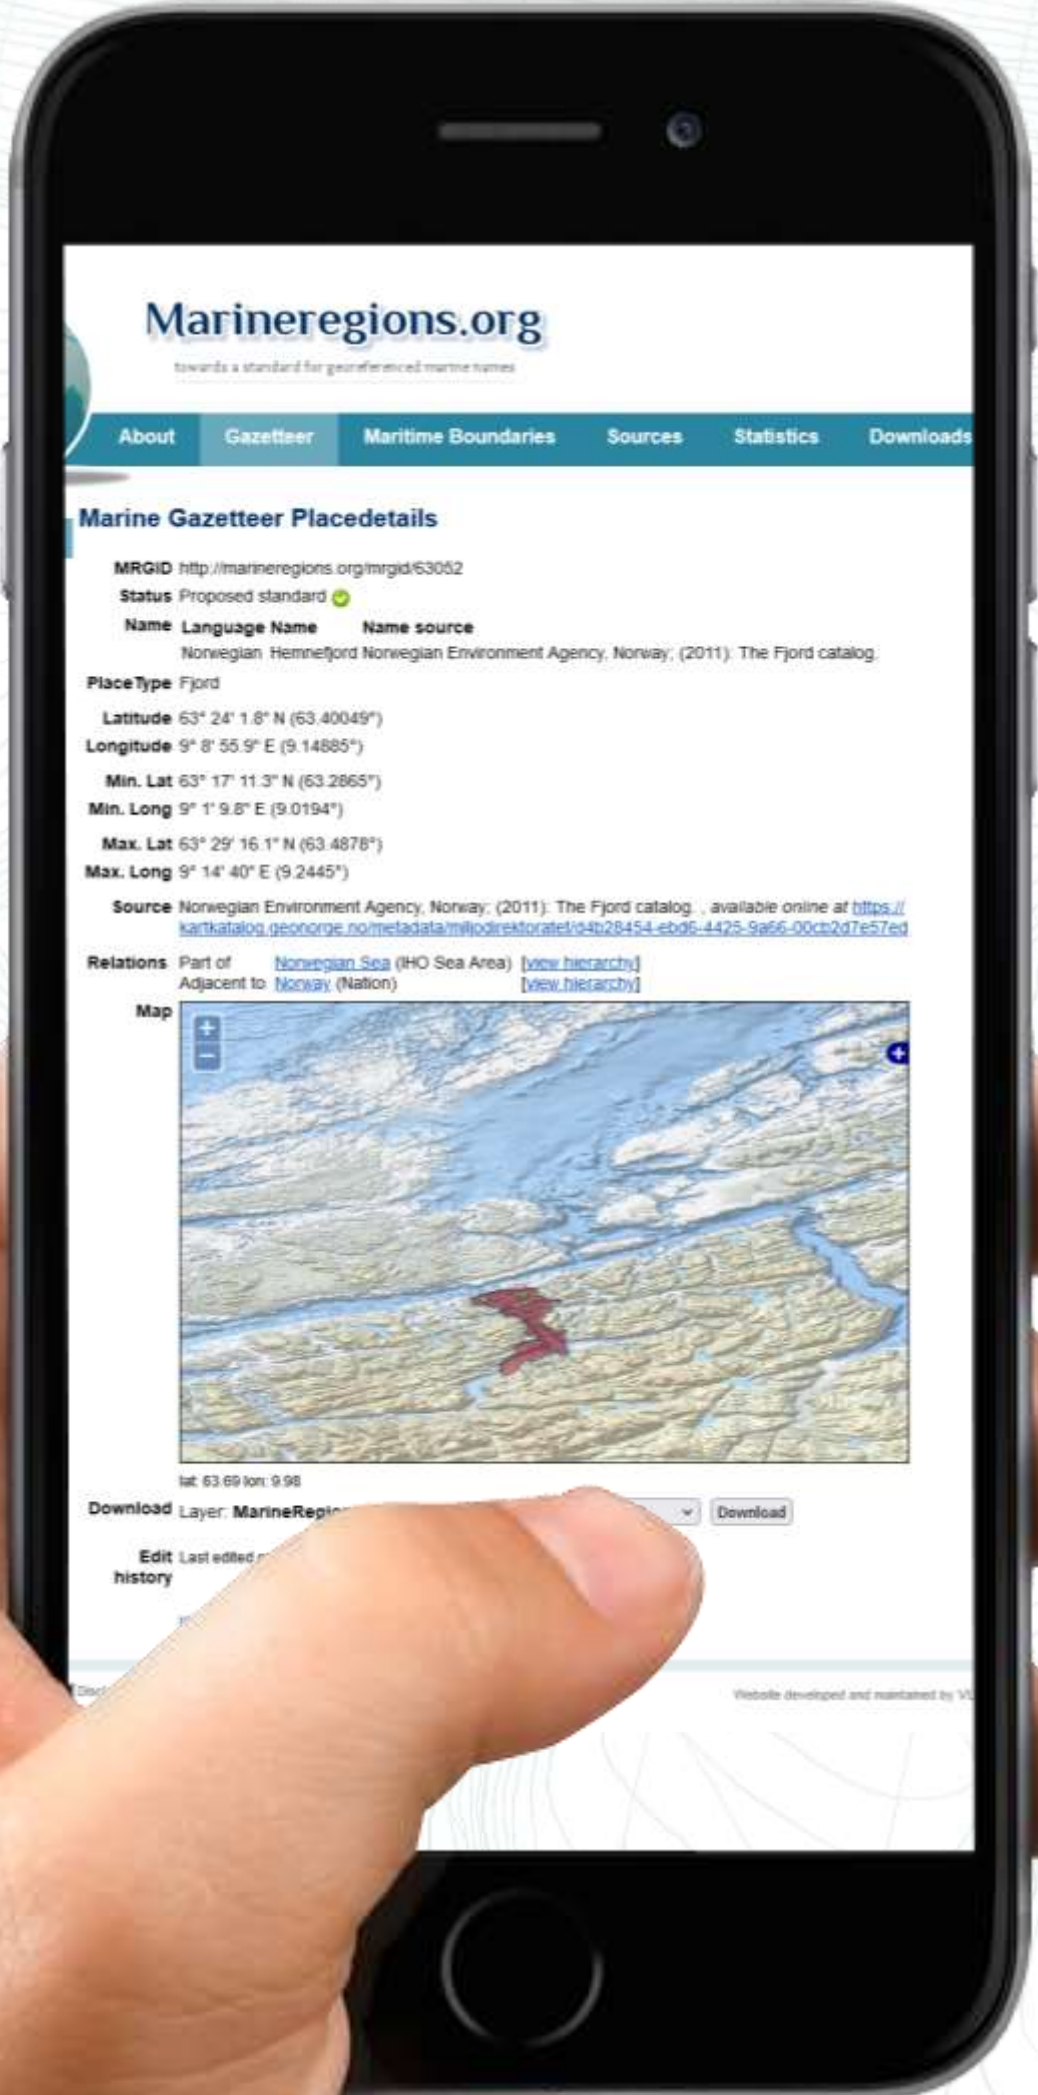 Marineregions.org
towards a standard for georeferenced marine names
About Gazetteer Maritime Boundaries Sources Statistics Downloads
Marine Gazetteer Placedetails
MRGID http://marineregions.org/mrgid/63052
Status Proposed standard
Name Language Name Name source
Norwegian Hemnefjord Norwegian Environment Agency, Norway; (2011): The Fjord catalog.
PlaceType Fjord
Latitude 63° 24' 1.8" N (63.40049°)
Longitude 9° 8' 55.9" E (9.14885°)
Min. Lat 63° 17' 11.3" N (63.2865°)
Min. Long 9° 1' 9.8" E (9.0194°)
Max. Lat 63° 29' 16.1" N (63.4878°)
Max. Long 9° 14' 40" E (9.2445°)
Source Norwegian Environment Agency, Norway; (2011): The Fjord catalog. , available online at https://
kartkatalog.geonorge.no/metadata/miljodirektoratet/d4b28454-ebd6-4425-9a66-00cb2d7e57ed
Relations Part of Norwegian Sea (IHO Sea Area) [view hierarchy]
Adjacent to Norway (Nation) [view hierarchy]
Map
+
−
+
lat: 63.69 lon: 9.98
Download Layer: MarineRegio Download
Edit Last edited
history
Website developed and maintained by VL